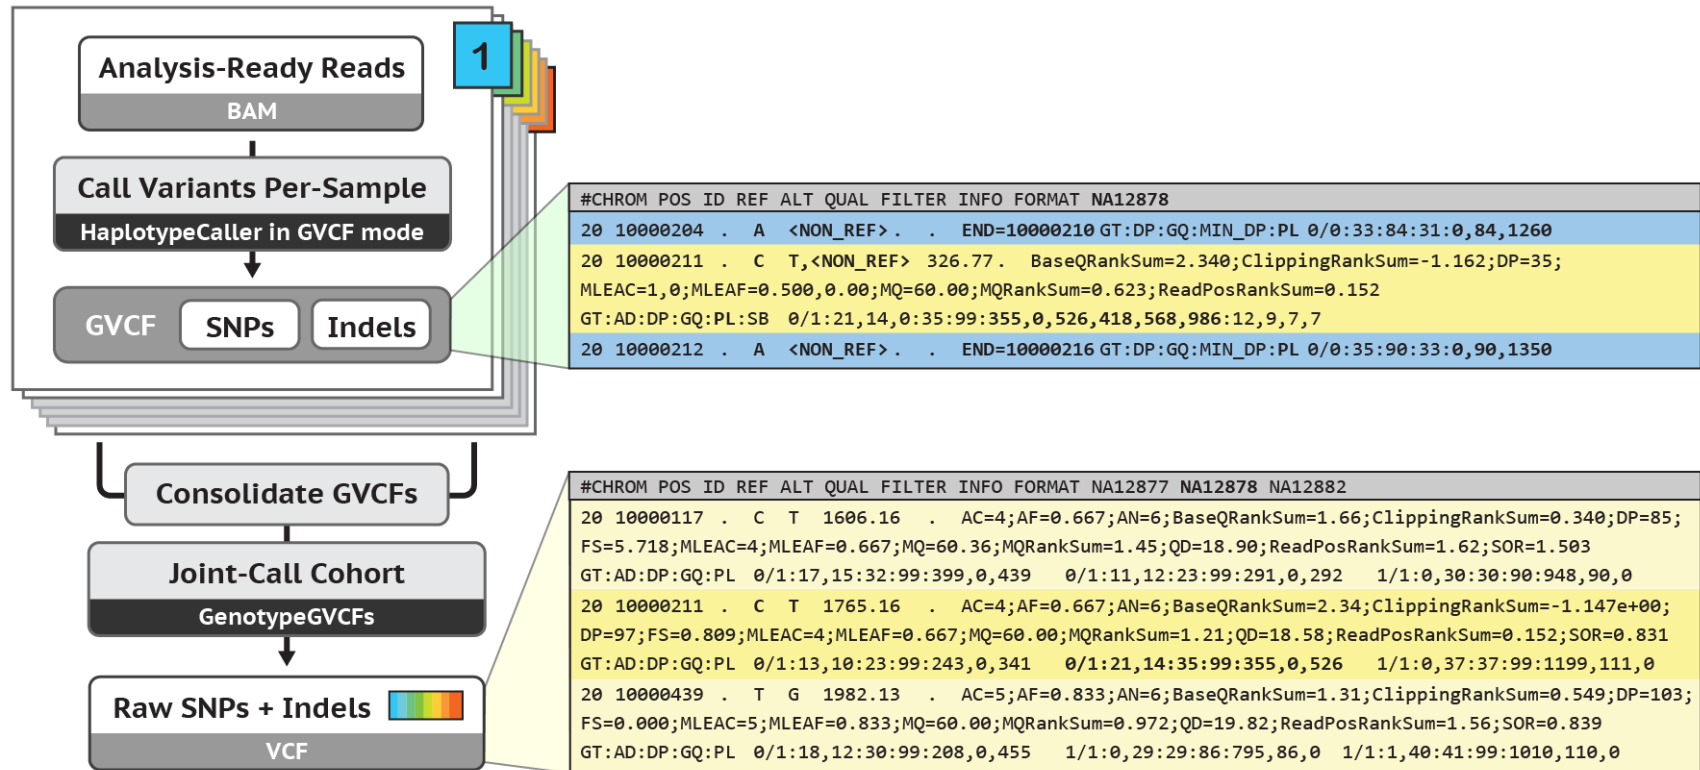 Analysis-Ready Reads
BAM
1
Call Variants Per-Sample
HaplotypeCaller in GVCF mode
GVCF SNPs Indels
#CHROM POS ID REF ALT QUAL FILTER INFO FORMAT NA12878
20 10000204 . A <NON_REF> . . END=10000210 GT:DP:GQ:MIN_DP:PL 0/0:33:84:31:0,84,1260
20 10000211 . C T,<NON_REF> 326.77 . BaseQRankSum=2.340;ClippingRankSum=-1.162;DP=35;
MLEAC=1,0;MLEAF=0.500,0.00;MQ=60.00;MQRankSum=0.623;ReadPosRankSum=0.152
GT:AD:DP:GQ:PL:SB 0/1:21,14,0:35:99:355,0,526,418,568,986:12,9,7,7
20 10000212 . A <NON_REF> . . END=10000216 GT:DP:GQ:MIN_DP:PL 0/0:35:90:33:0,90,1350
Consolidate GVCFs
Joint-Call Cohort
GenotypeGVCFs
Raw SNPs + Indels
VCF
#CHROM POS ID REF ALT QUAL FILTER INFO FORMAT NA12877 NA12878 NA12882
20 10000117 . C T 1606.16 . AC=4;AF=0.667;AN=6;BaseQRankSum=1.66;ClippingRankSum=0.340;DP=85;
FS=5.718;MLEAC=4;MLEAF=0.667;MQ=60.36;MQRankSum=1.45;QD=18.90;ReadPosRankSum=1.62;SOR=1.503
GT:AD:DP:GQ:PL 0/1:17,15:32:99:399,0,439 0/1:11,12:23:99:291,0,292 1/1:0,30:30:90:948,90,0
20 10000211 . C T 1765.16 . AC=4;AF=0.667;AN=6;BaseQRankSum=2.34;ClippingRankSum=-1.147e+00;
DP=97;FS=0.809;MLEAC=4;MLEAF=0.667;MQ=60.00;MQRankSum=1.21;QD=18.58;ReadPosRankSum=0.152;SOR=0.831
GT:AD:DP:GQ:PL 0/1:13,10:23:99:243,0,341 0/1:21,14:35:99:355,0,526 1/1:0,37:37:99:1199,111,0
20 10000439 . T G 1982.13 . AC=5;AF=0.833;AN=6;BaseQRankSum=1.31;ClippingRankSum=0.549;DP=103;
FS=0.000;MLEAC=5;MLEAF=0.833;MQ=60.00;MQRankSum=0.972;QD=19.82;ReadPosRankSum=1.56;SOR=0.839
GT:AD:DP:GQ:PL 0/1:18,12:30:99:208,0,455 1/1:0,29:29:86:795,86,0 1/1:1,40:41:99:1010,110,0